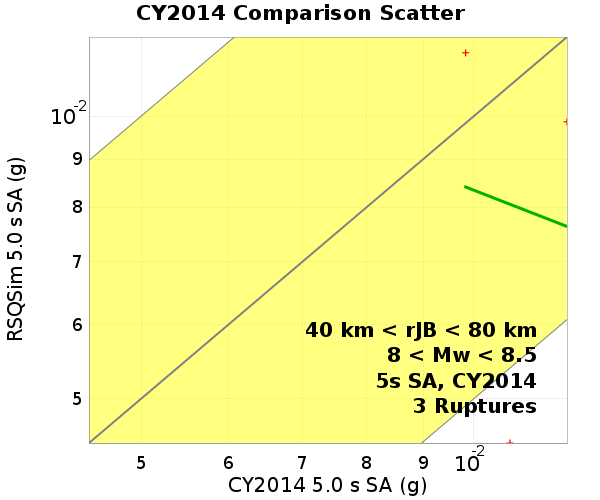 CY2014 Comparison Scatter
RSQSim 5.0 s SA (g)
10-2
9
8
7
6
5
40 km < rJB < 80 km
8 < Mw < 8.5
5s SA, CY2014
3 Ruptures
5 6 7 8 9 10-2
CY2014 5.0 s SA (g)